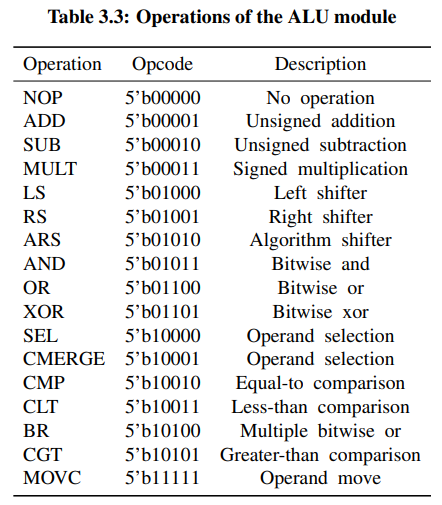 Table 3.3: Operations of the ALU module
Operation Opcode Description
NOP 5’b00000 No operation
ADD 5’b00001 Unsigned addition
SUB 5’b00010 Unsigned subtraction
MULT 5’b00011 Signed multiplication
LS 5’b01000 Left shifter
RS 5’b01001 Right shifter
ARS 5’b01010 Algorithm shifter
AND 5’b01011 Bitwise and
OR 5’b01100 Bitwise or
XOR 5’b01101 Bitwise xor
SEL 5’b10000 Operand selection
CMERGE 5’b10001 Operand selection
CMP 5’b10010 Equal-to comparison
CLT 5’b10011 Less-than comparison
BR 5’b10100 Multiple bitwise or
CGT 5’b10101 Greater-than comparison
MOVC 5’b11111 Operand move